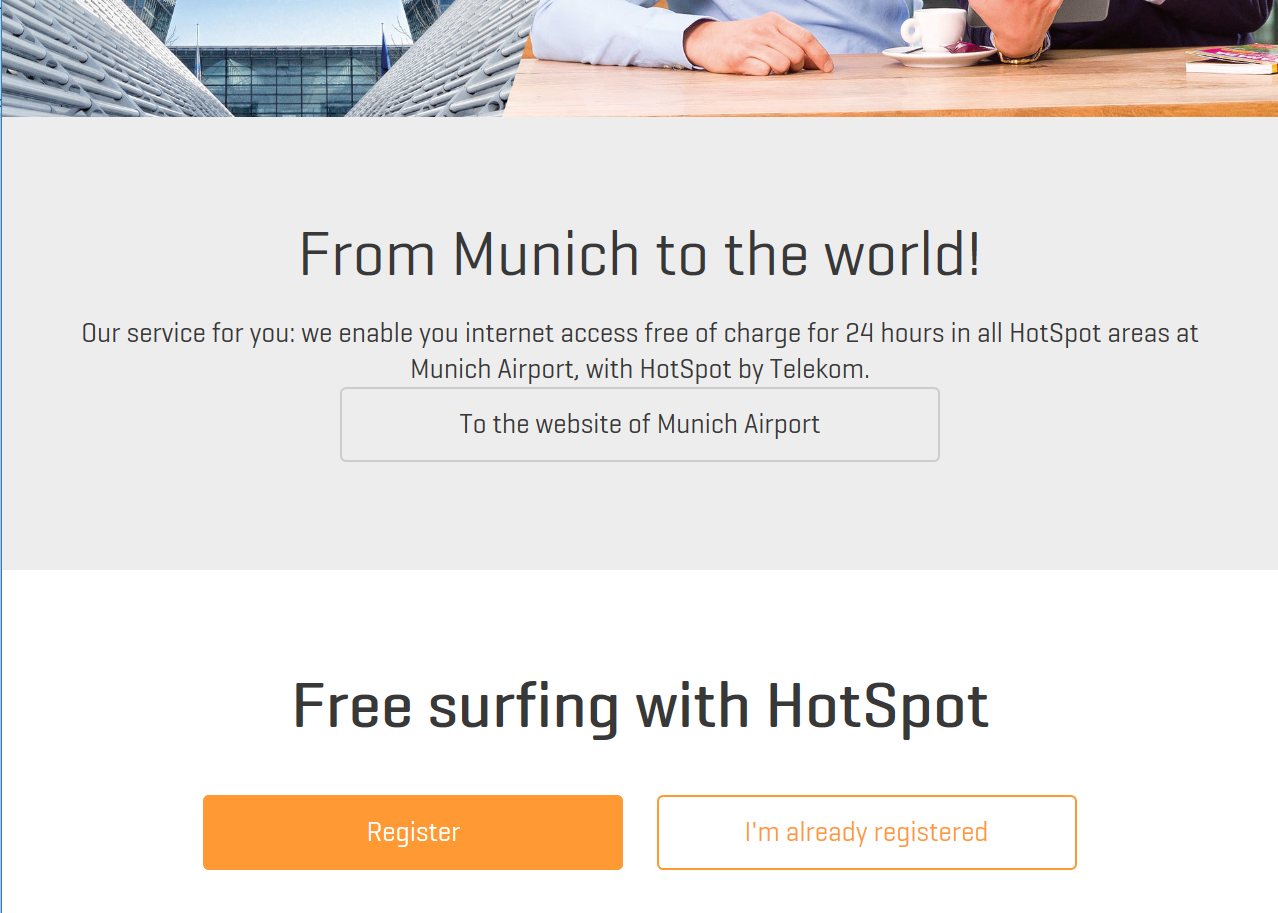 From Munich to the world!
Our service for you: we enable you internet access free of charge for 24 hours in all HotSpot areas at
Munich Airport, with HotSpot by Telekom.
To the website of Munich Airport
Free surfing with HotSpot
Register
I'm already registered